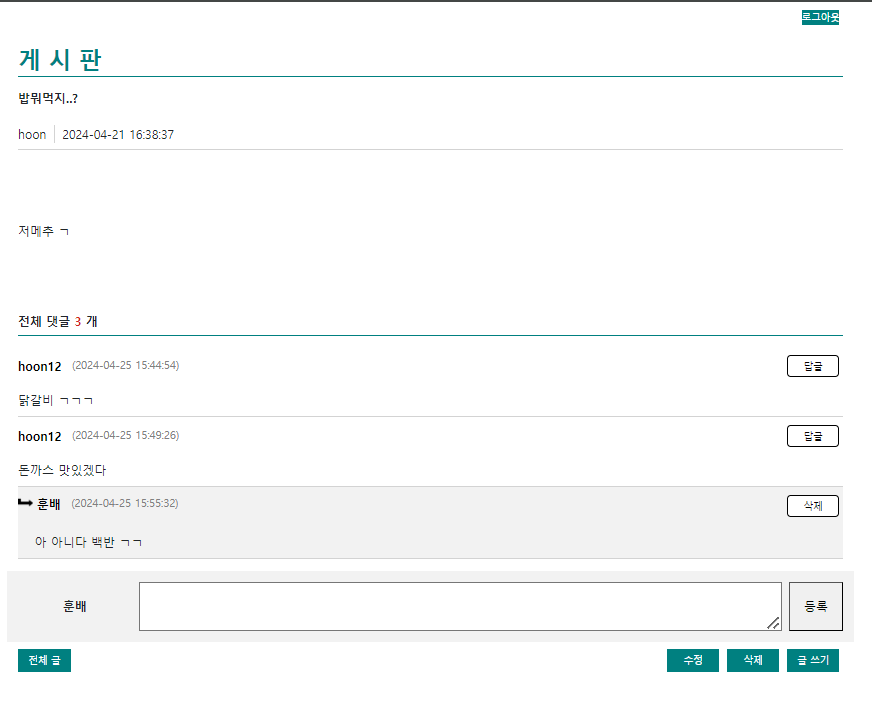 로그아웃
게 시 판
밥뭐먹지..?
hoon 2024-04-21 16:38:37
저메추 ㄱ
전체 댓글 3 개
hoon12 (2024-04-25 15:44:54) 답글
닭갈비 ㄱㄱㄱ
hoon12 (2024-04-25 15:49:26) 답글
돈까스 맛있겠다
훈배 (2024-04-25 15:55:32) 삭제
아 아니다 백반 ㄱㄱ
훈배 등록
전체 글 수정 삭제 글 쓰기